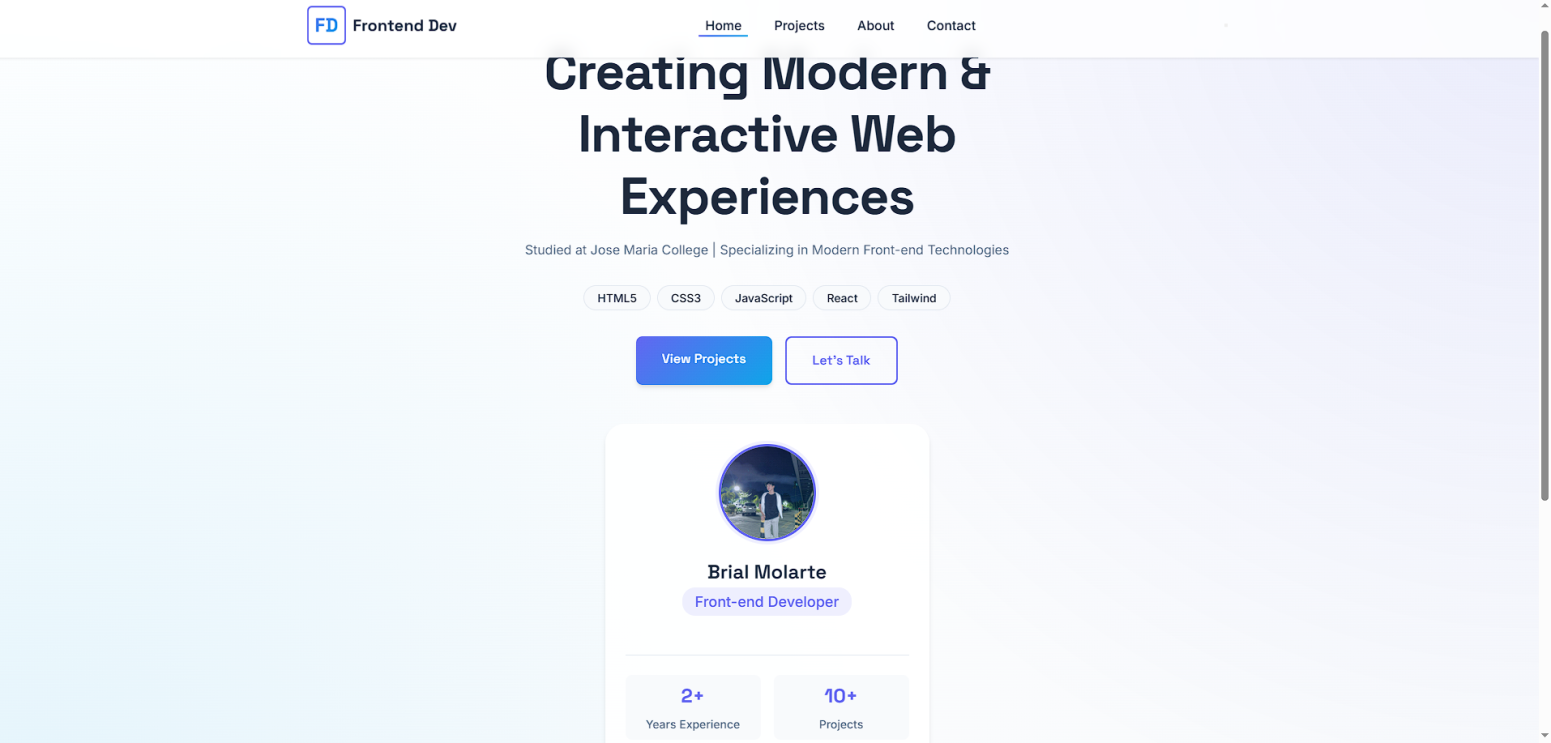 FD Frontend Dev Home Projects About Contact
Creating Modern &
Interactive Web
Experiences
Studied at Jose Maria College | Specializing in Modern Front-end Technologies
HTML5 CSS3 JavaScript React Tailwind
View Projects Let's Talk
Brial Molarte
Front-end Developer
2+ 10+
Years Experience Projects